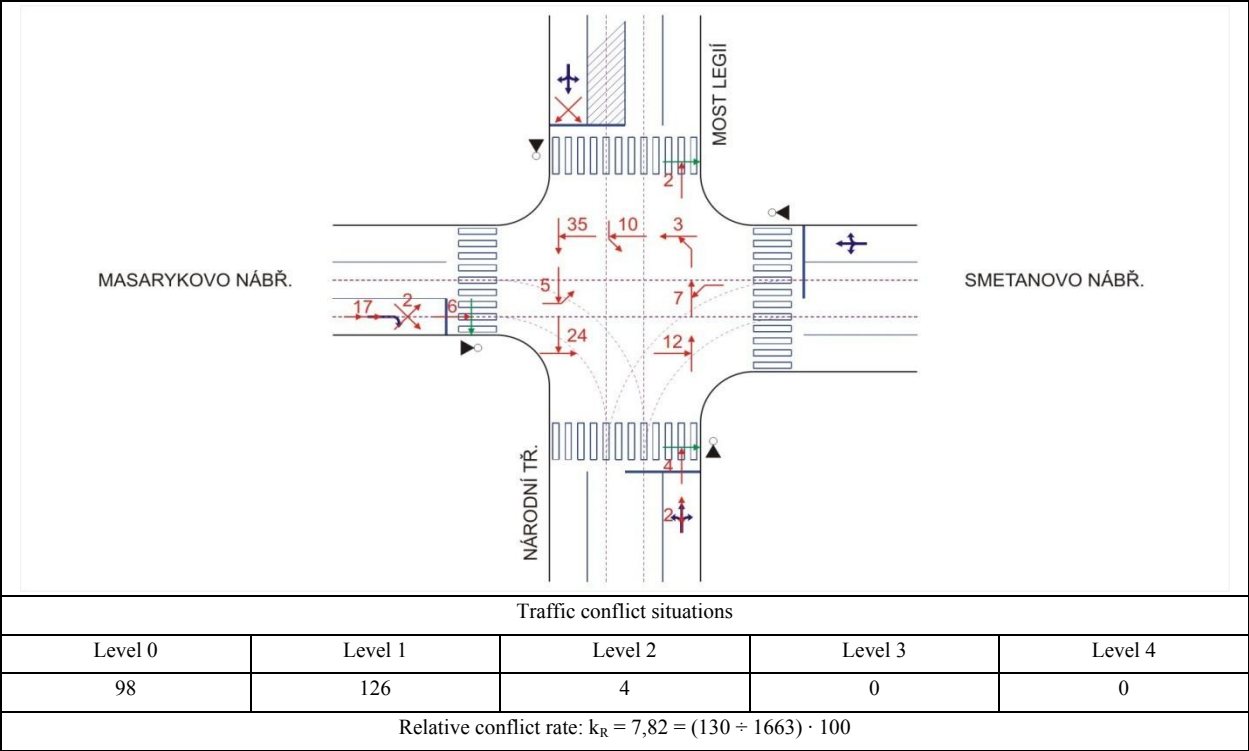 MOST LEGIÍ
2
35 10 3
MASARYKOVO NÁBŘ.
SMETANOVO NÁBŘ.
5
7
17 2 6
24
12
NÁRODNÍ TŘ.
4
2
Traffic conflict situations
Level 0 Level 1 Level 2 Level 3 Level 4
98 126 4 0 0
Relative conflict rate: kR = 7,82 = (130 ÷ 1663) · 100